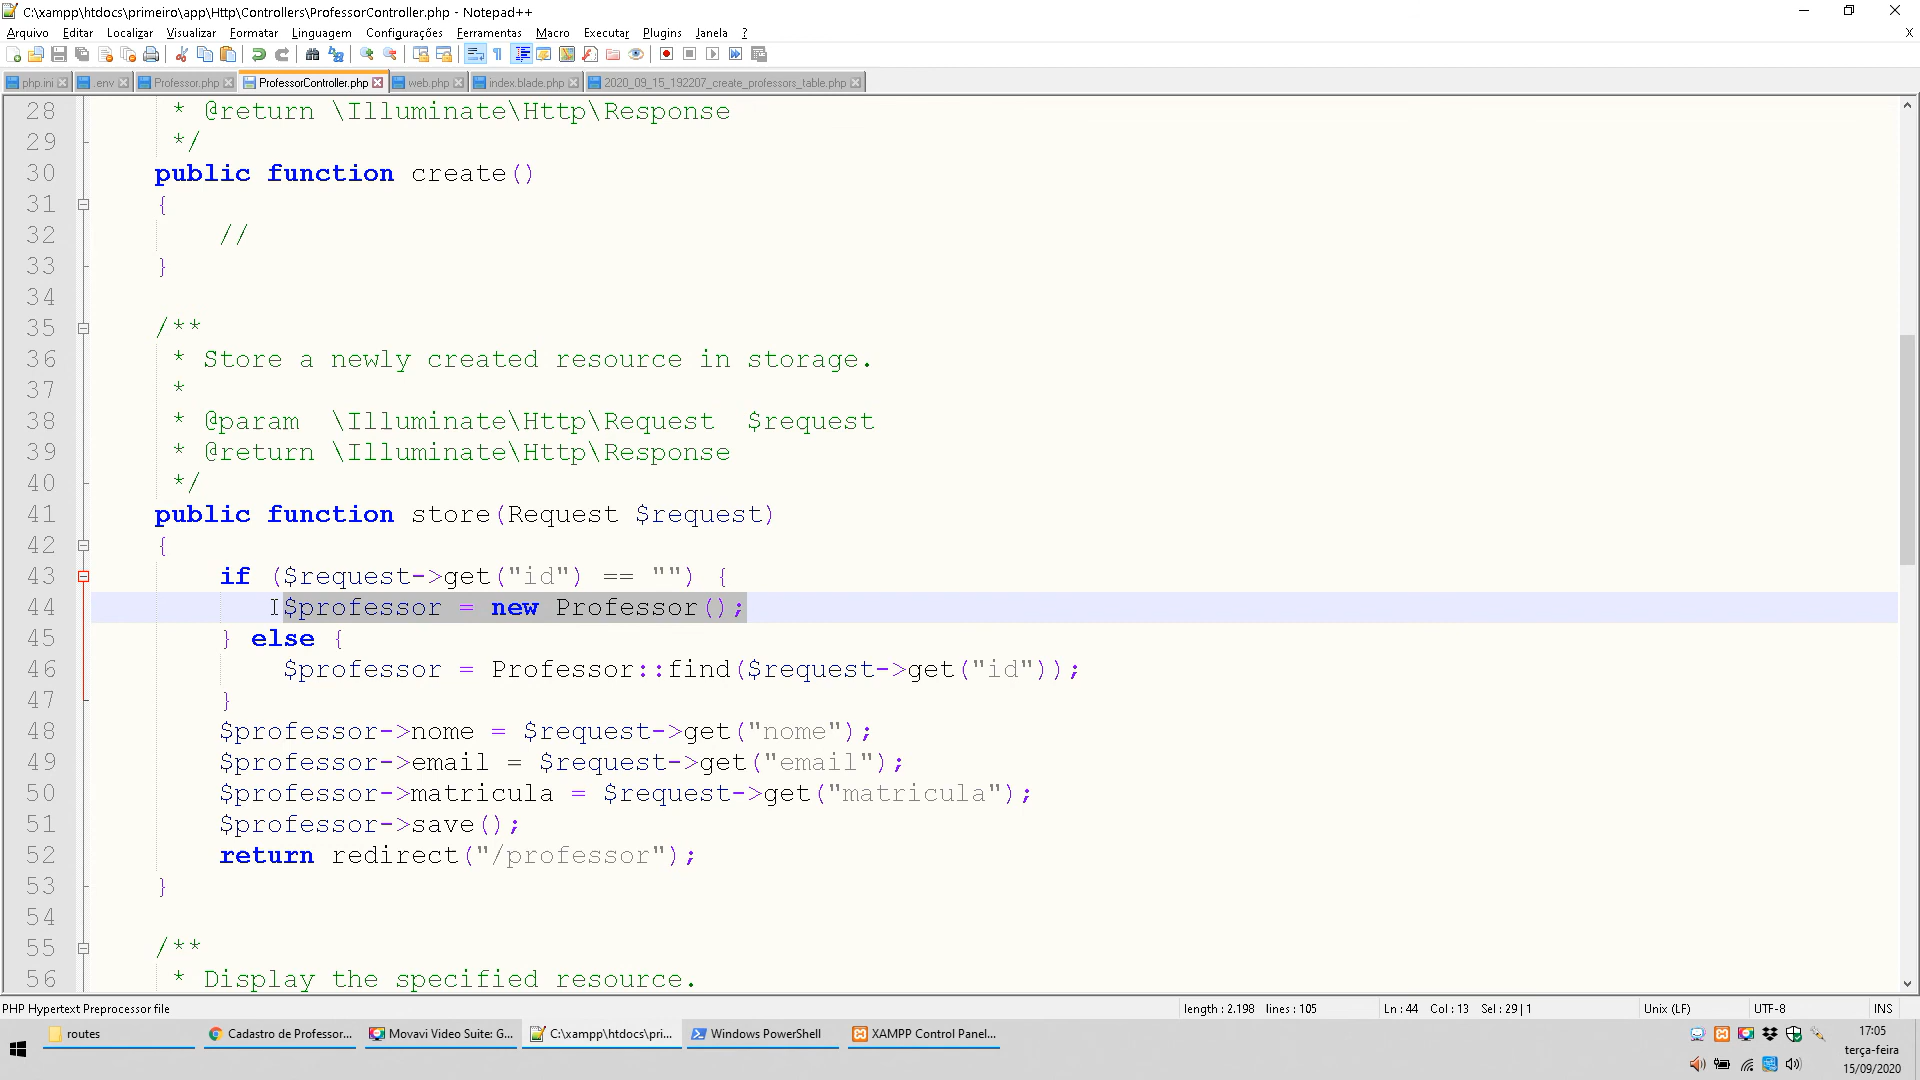 C:\xampp\htdocs\primeiro\app\Http\Controllers\ProfessorController.php - Notepad++
Arquivo Editar Localizar Visualizar Formatar Linguagem Configurações Ferramentas Macro Executar Plugins Janela ? X
php.ini .env Professor.php ProfessorController.php web.php index.blade.php 2020_09_15_192207_create_professors_table.php
28 * @return \Illuminate\Http\Response
29 */
30 public function create()
31 {
32 //
33 }
34
35 /**
36 * Store a newly created resource in storage.
37 *
38 * @param  \Illuminate\Http\Request  $request
39 * @return \Illuminate\Http\Response
40 */
41 public function store(Request $request)
42 {
43 if ($request->get("id") == "") {
44 $professor = new Professor();
45 } else {
46 $professor = Professor::find($request->get("id"));
47 }
48 $professor->nome = $request->get("nome");
49 $professor->email = $request->get("email");
50 $professor->matricula = $request->get("matricula");
51 $professor->save();
52 return redirect("/professor");
53 }
54
55 /**
56 * Display the specified resource.
PHP Hypertext Preprocessor file length : 2.198 lines : 105 Ln : 44 Col : 13 Sel : 29 | 1 Unix (LF) UTF-8 INS
routes Cadastro de Professor... Movavi Video Suite: G... C:\xampp\htdocs\pri... Windows PowerShell XAMPP Control Panel... 17:05
terça-feira
15/09/2020